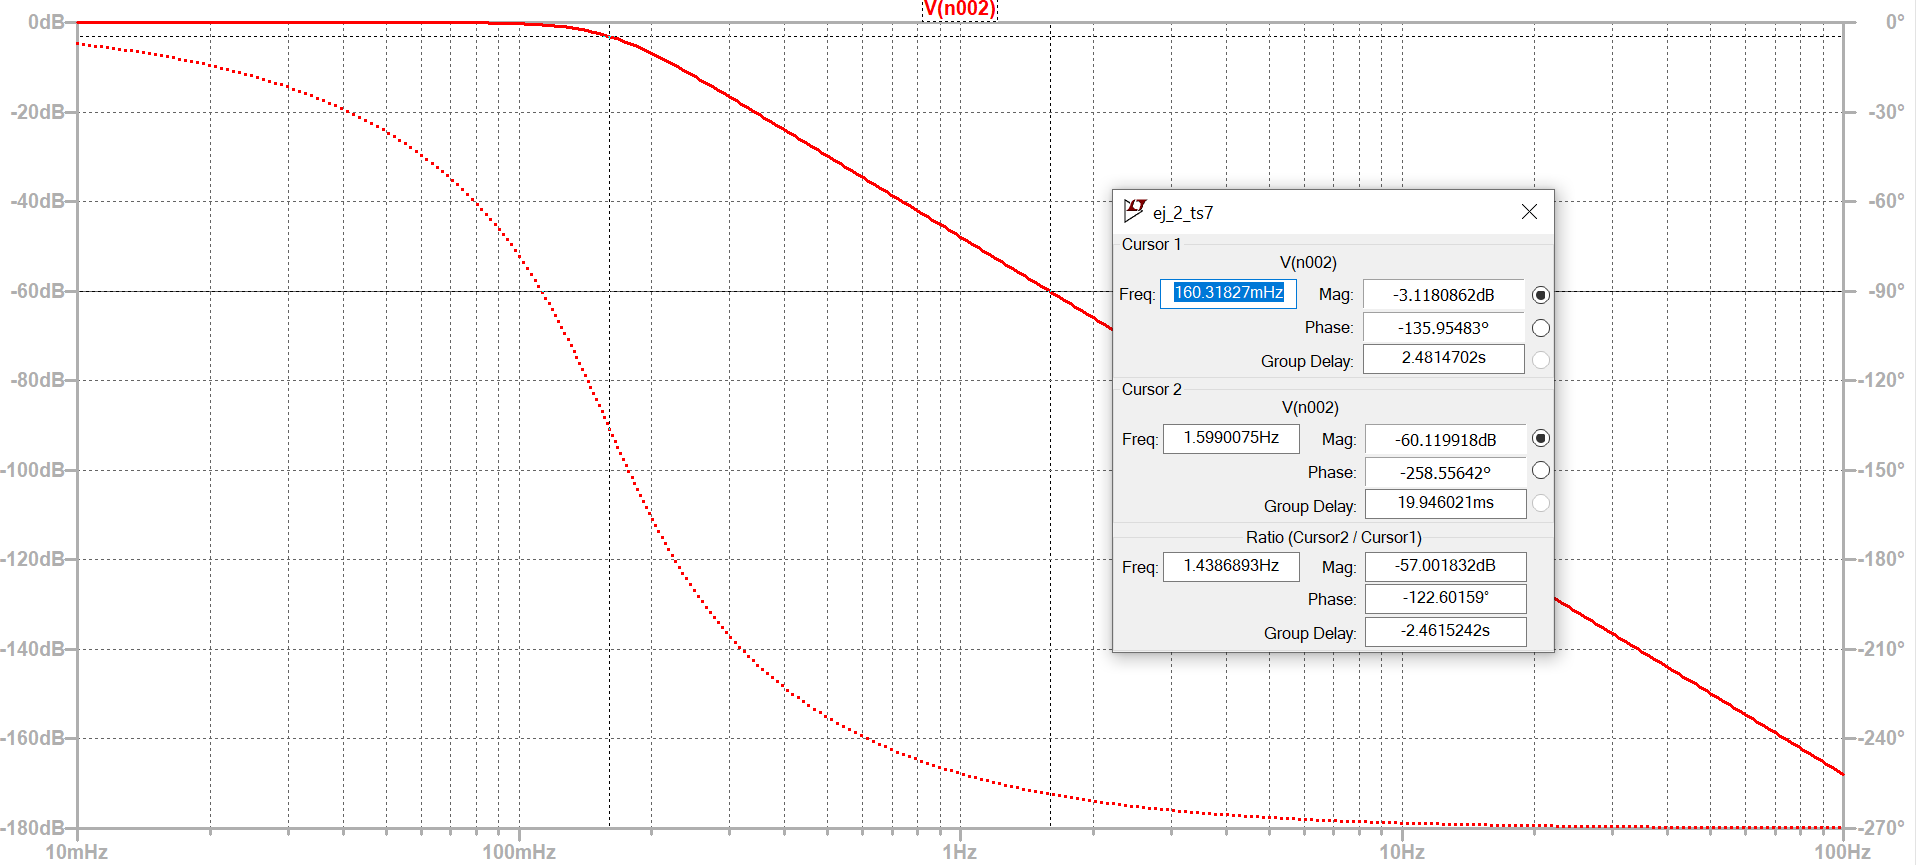 V(n002)
0dB
-20dB
-40dB
-60dB
-80dB
-100dB
-120dB
-140dB
-160dB
-180dB
0°
-30°
-60°
-90°
-120°
-150°
-180°
-210°
-240°
-270°
10mHz 100mHz 1Hz 10Hz 100Hz
ej_2_ts7
Cursor 1
V(n002)
Freq: 160.31827mHz Mag: -3.1180862dB
Phase: -135.95483°
Group Delay: 2.4814702s
Cursor 2
V(n002)
Freq: 1.5990075Hz Mag: -60.119918dB
Phase: -258.55642°
Group Delay: 19.946021ms
Ratio (Cursor2 / Cursor1)
Freq: 1.4386893Hz Mag: -57.001832dB
Phase: -122.60159°
Group Delay: -2.4615242s